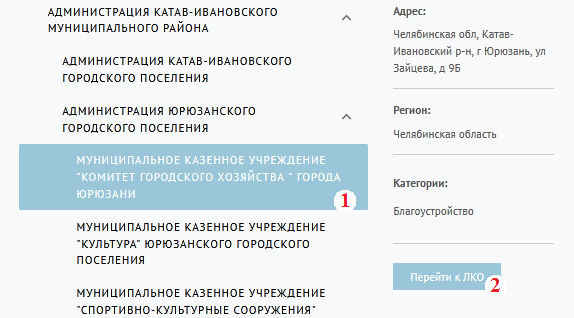 АДМИНИСТРАЦИЯ КАТАВ-ИВАНОВСКОГО
МУНИЦИПАЛЬНОГО РАЙОНА
АДМИНИСТРАЦИЯ КАТАВ-ИВАНОВСКОГО
ГОРОДСКОГО ПОСЕЛЕНИЯ
АДМИНИСТРАЦИЯ ЮРЮЗАНСКОГО
ГОРОДСКОГО ПОСЕЛЕНИЯ
МУНИЦИПАЛЬНОЕ КАЗЕННОЕ УЧРЕЖДЕНИЕ
"КОМИТЕТ ГОРОДСКОГО ХОЗЯЙСТВА " ГОРОДА
ЮРЮЗАНИ
1
МУНИЦИПАЛЬНОЕ КАЗЕННОЕ УЧРЕЖДЕНИЕ
"КУЛЬТУРА" ЮРЮЗАНСКОГО ГОРОДСКОГО
ПОСЕЛЕНИЯ
МУНИЦИПАЛЬНОЕ КАЗЕННОЕ УЧРЕЖДЕНИЕ
"СПОРТИВНО-КУЛЬТУРНЫЕ СООРУЖЕНИЯ"
Адрес:
Челябинская обл, Катав-
Ивановский р-н, г Юрюзань, ул
Зайцева, д 9Б
Регион:
Челябинская область
Категории:
Благоустройство
Перейти к ЛКО
2